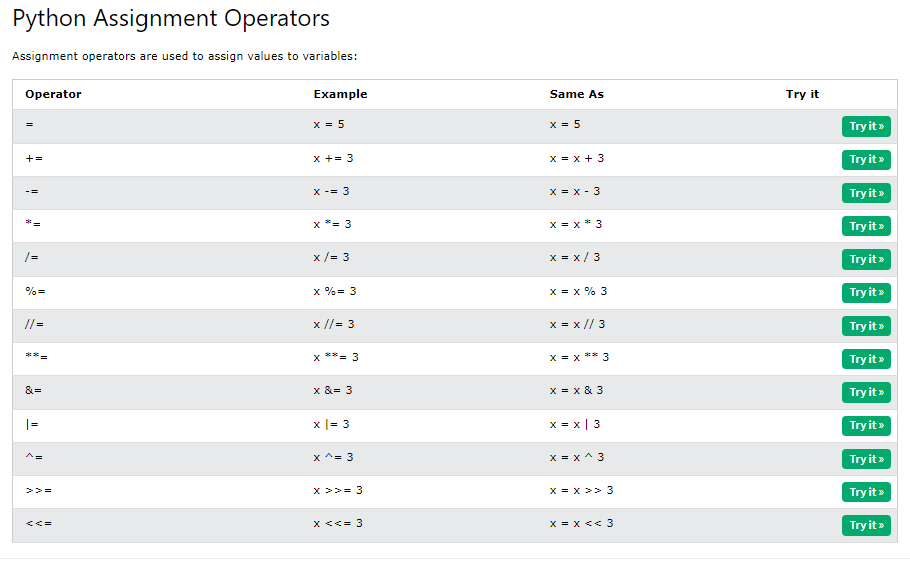 Python Assignment Operators
Assignment operators are used to assign values to variables:
Operator Example Same As Try it
= x = 5 x = 5 Try it »
+= x += 3 x = x + 3 Try it »
-= x -= 3 x = x - 3 Try it »
*= x *= 3 x = x * 3 Try it »
/= x /= 3 x = x / 3 Try it »
%= x %= 3 x = x % 3 Try it »
//= x //= 3 x = x // 3 Try it »
**= x **= 3 x = x ** 3 Try it »
&= x &= 3 x = x & 3 Try it »
|= x |= 3 x = x | 3 Try it »
^= x ^= 3 x = x ^ 3 Try it »
>>= x >>= 3 x = x >> 3 Try it »
<<= x <<= 3 x = x << 3 Try it »